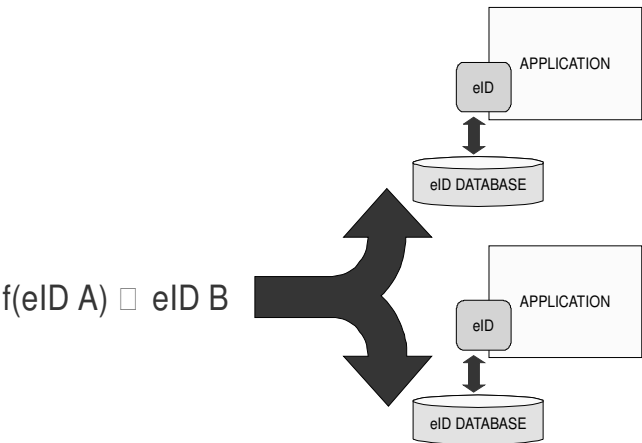 APPLICATION
eID
eID DATABASE
f(eID A) □ eID B
APPLICATION
eID
eID DATABASE